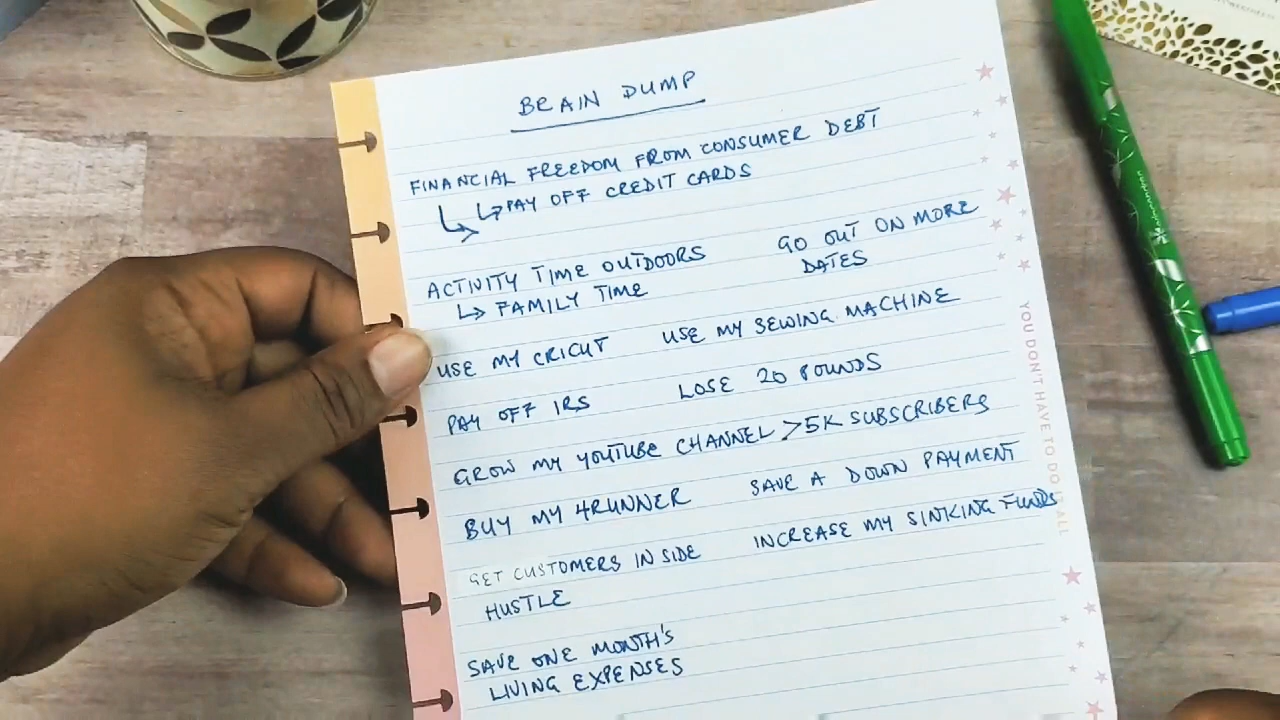 BRAIN DUMP
FINANCIAL FREEDOM FROM CONSUMER DEBT
↳ PAY OFF CREDIT CARDS
ACTIVITY TIME OUTDOORS
↳ FAMILY TIME
GO OUT ON MORE
DATES
USE MY CRICUT
USE MY SEWING MACHINE
PAY OFF IRS
LOSE 20 POUNDS
GROW MY YOUTUBE CHANNEL >5K SUBSCRIBERS
BUY MY 4RUNNER
SAVE A DOWN PAYMENT
GET CUSTOMERS IN SIDE
HUSTLE
INCREASE MY SINKING FUNDS
SAVE ONE MONTH'S
LIVING EXPENSES
YOU DON'T HAVE TO DO IT ALL